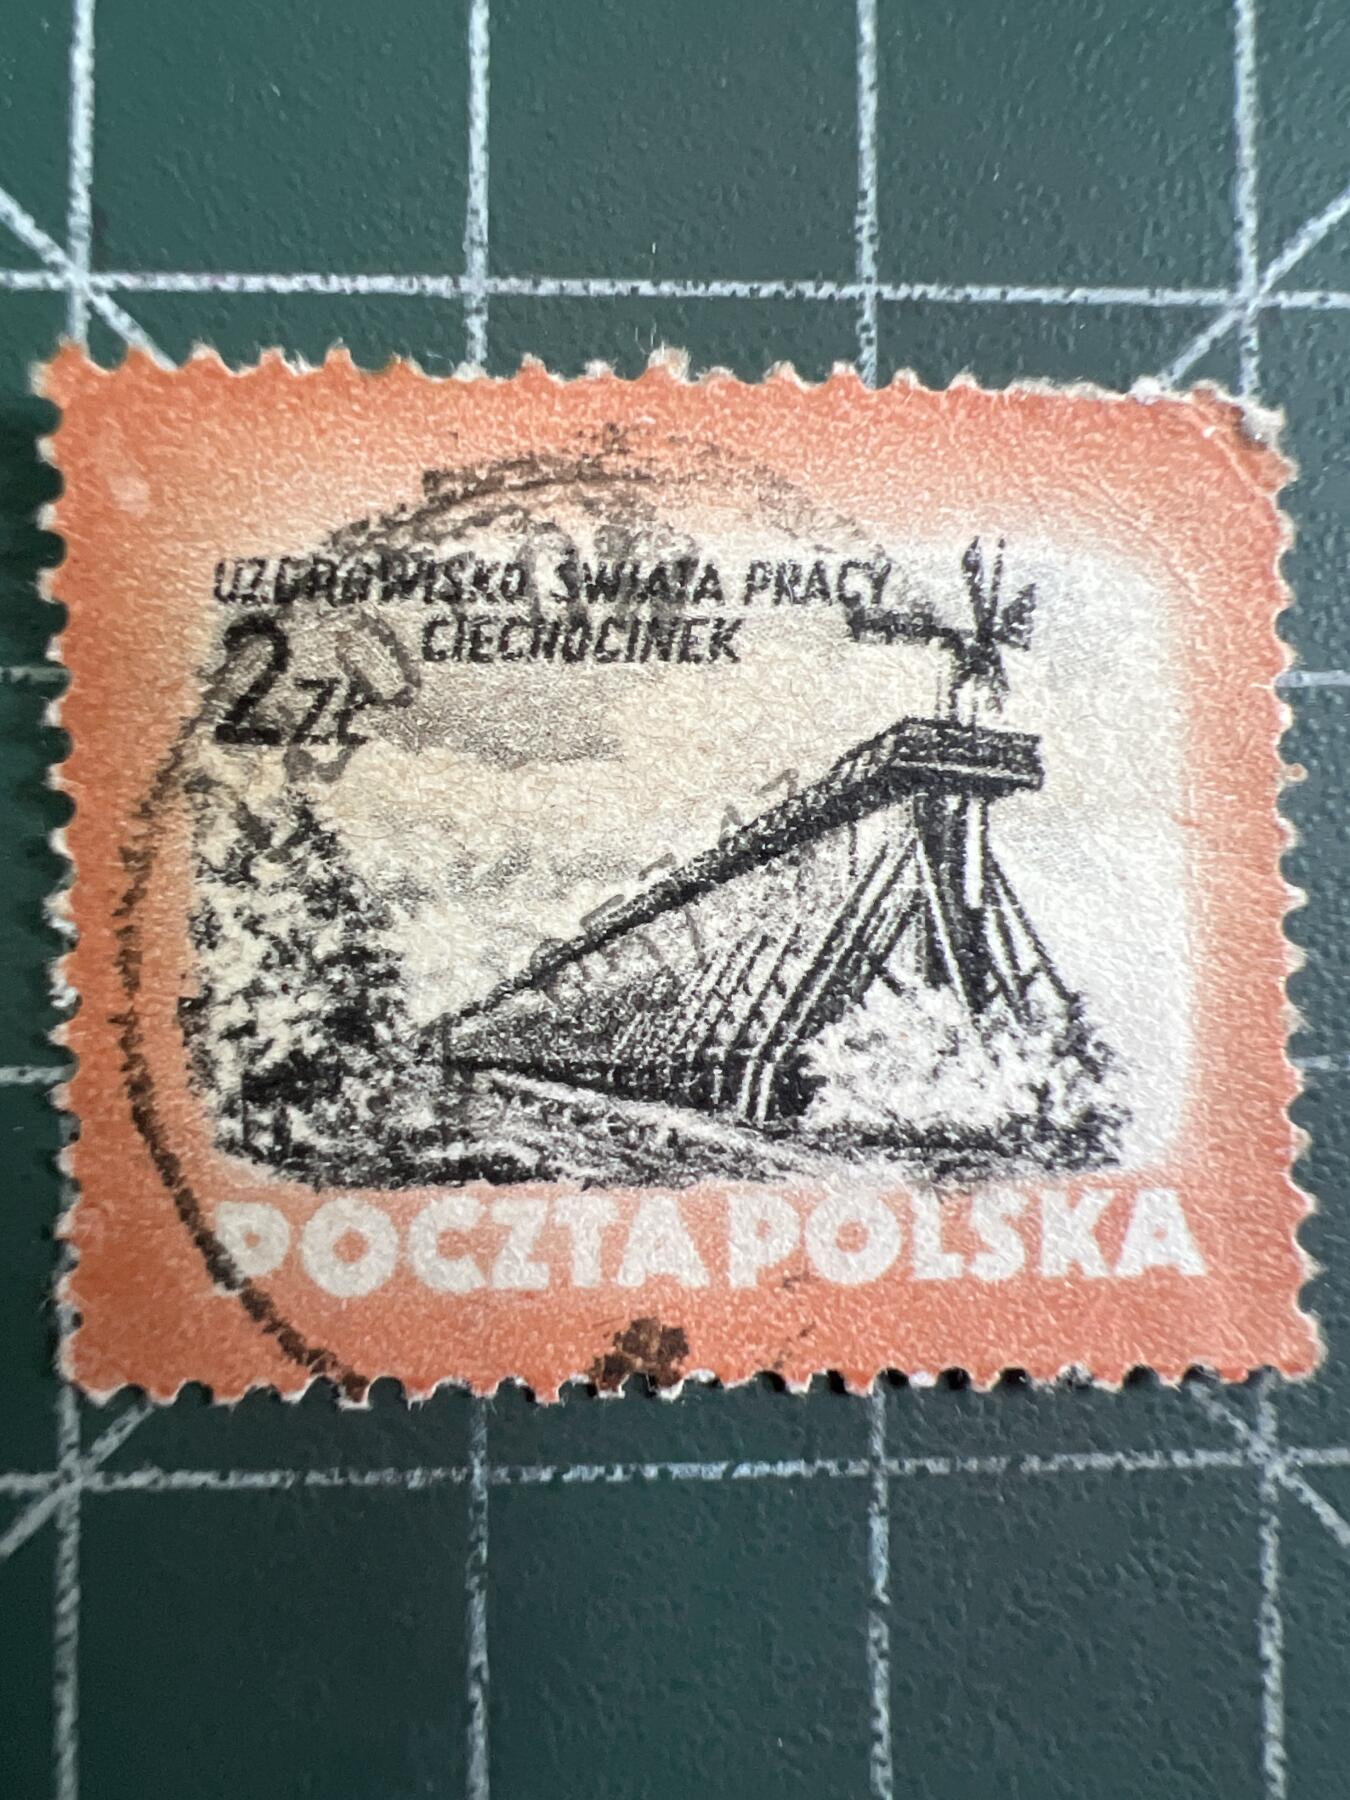 UZDROWISKO ŚWIATA PRACY
CIECHOCINEK
2 ZŁ
POCZTA POLSKA